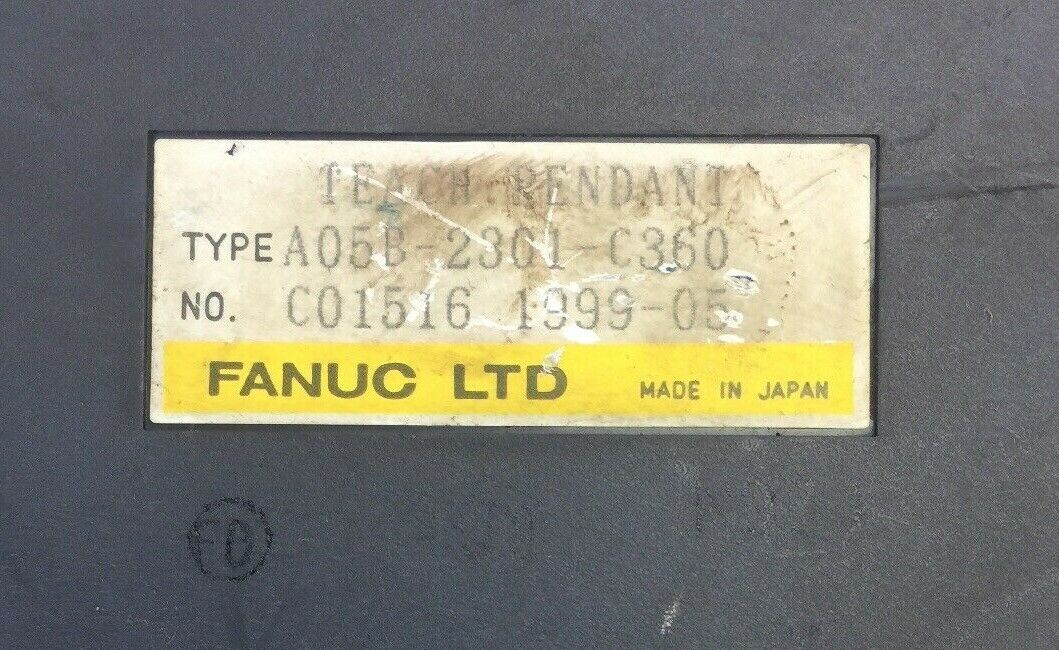 TEACH PENDANT
TYPE A05B-2301-C360
NO. C01516 1999-05
FANUC LTD MADE IN JAPAN